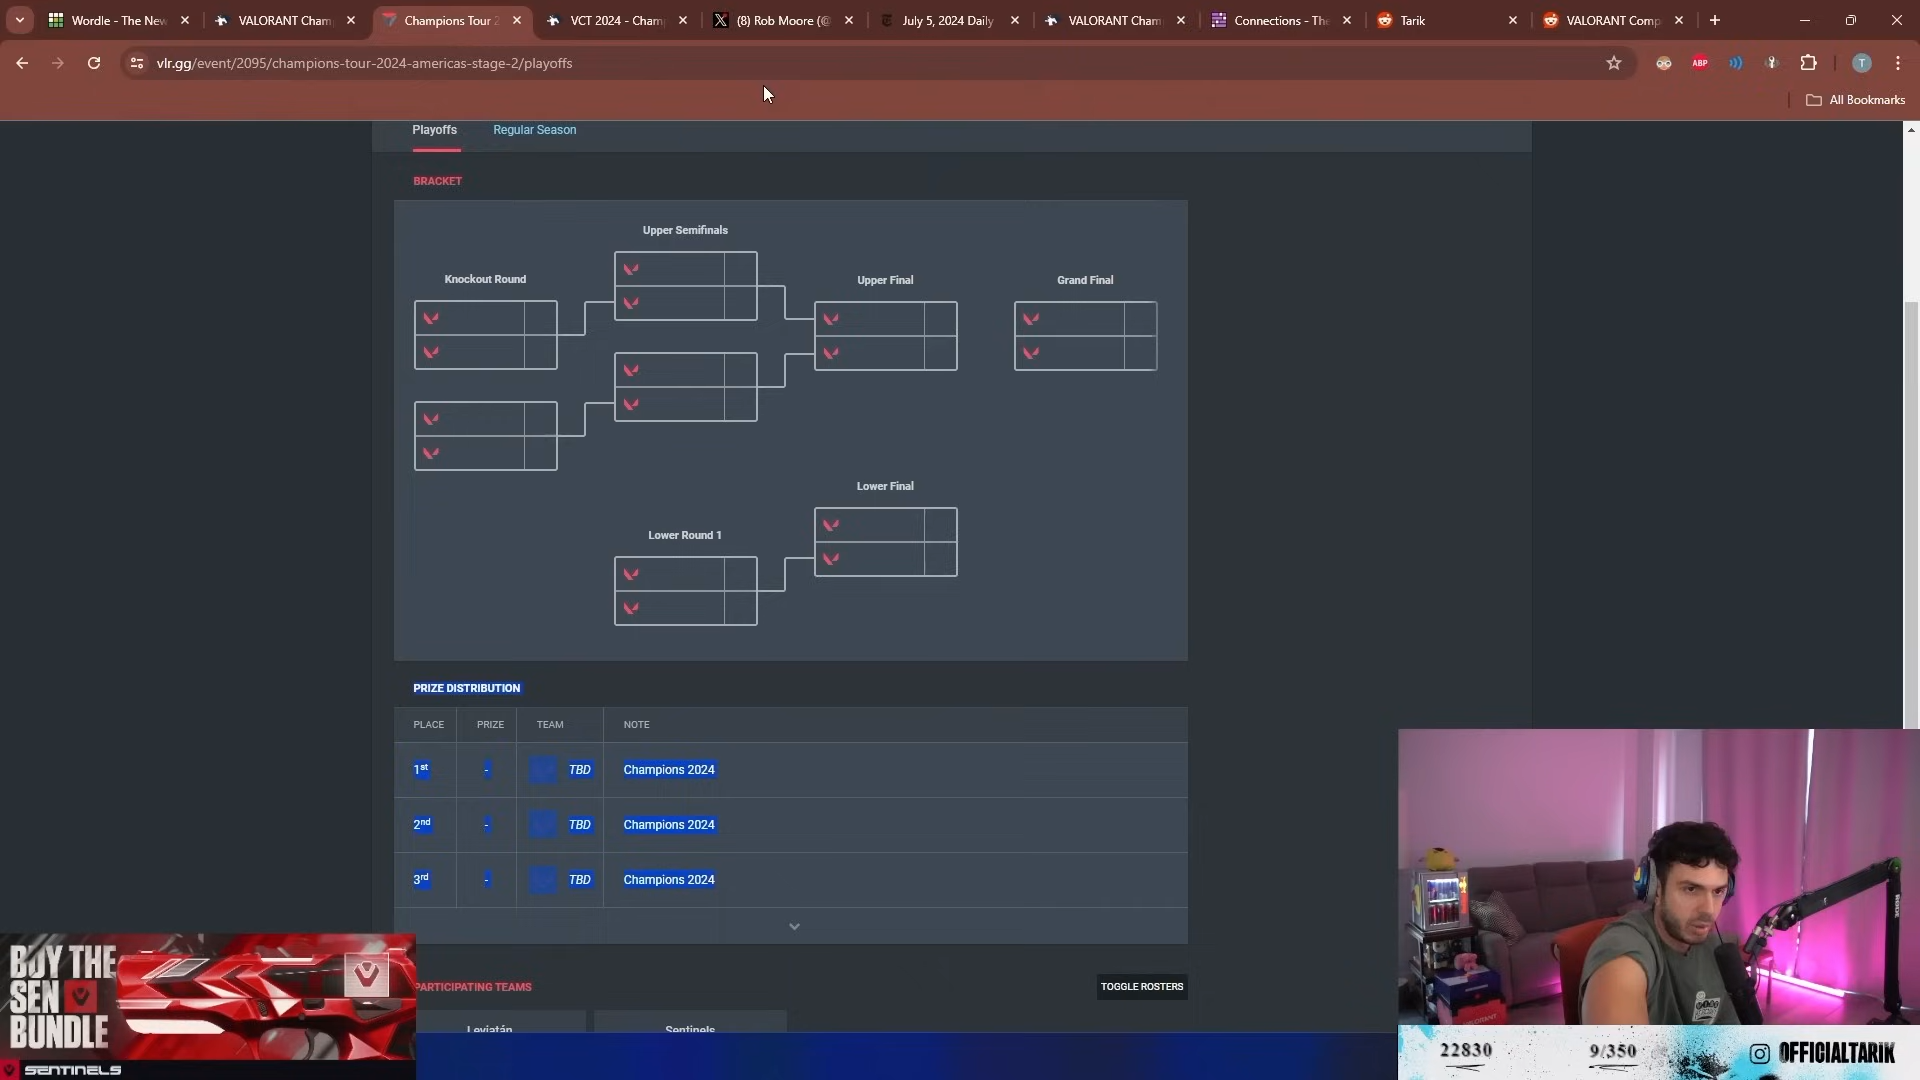 Wordle - The New
VALORANT Cham
Champions Tour 2
VCT 2024 - Cham
(8) Rob Moore (@
July 5, 2024 Daily
VALORANT Cham
Connections - The
Tarik
VALORANT Comp
vlr.gg/event/2095/champions-tour-2024-americas-stage-2/playoffs
ABP
T
All Bookmarks
Playoffs
Regular Season
BRACKET
Upper Semifinals
Knockout Round
Upper Final
Grand Final
Lower Final
Lower Round 1
PRIZE DISTRIBUTION
PLACE PRIZE TEAM NOTE
1st - TBD Champions 2024
2nd - TBD Champions 2024
3rd - TBD Champions 2024
PARTICIPATING TEAMS
TOGGLE ROSTERS
Leviatán
Sentinels
BUY THE
SEN
BUNDLE
SENTINELS
22830
9/350
OFFICIALTARIK